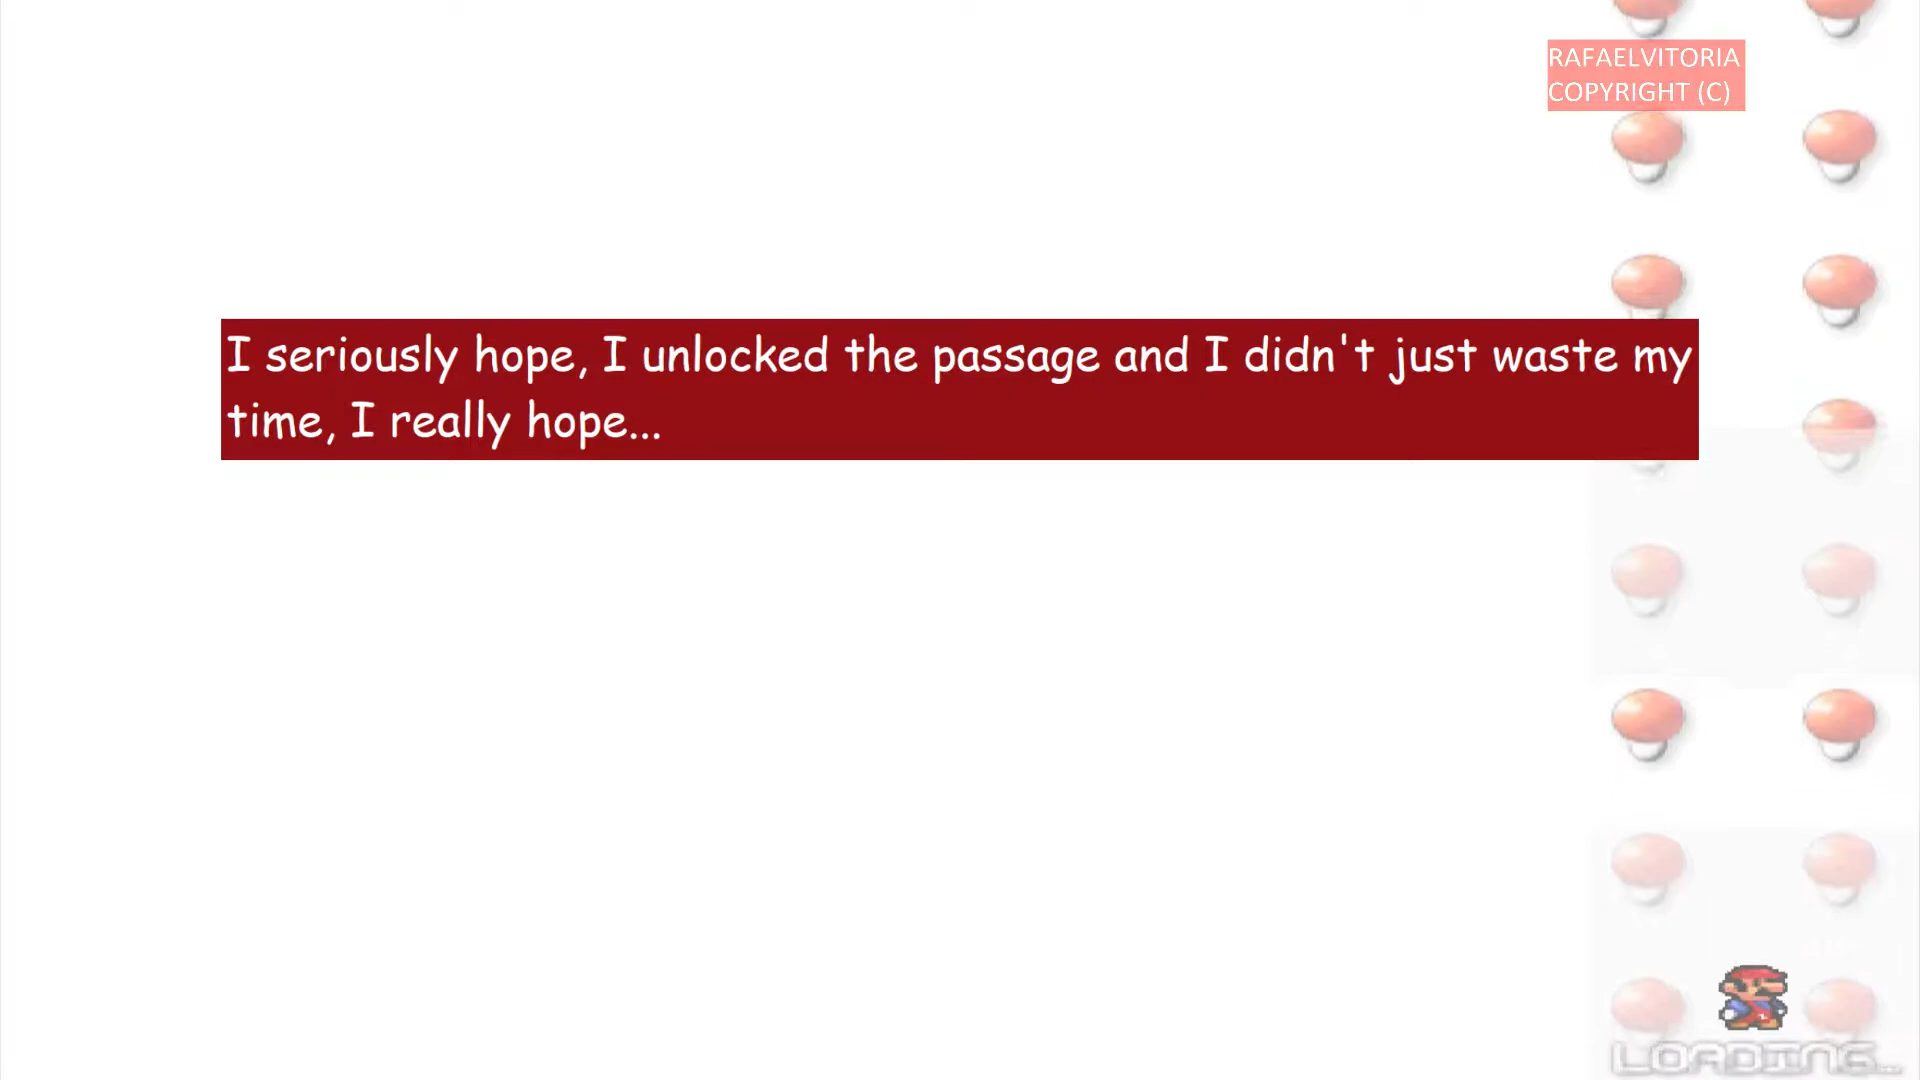 RAFAELVITORIA
COPYRIGHT (C)
I seriously hope, I unlocked the passage and I didn't just waste my
time, I really hope...
LOADING...